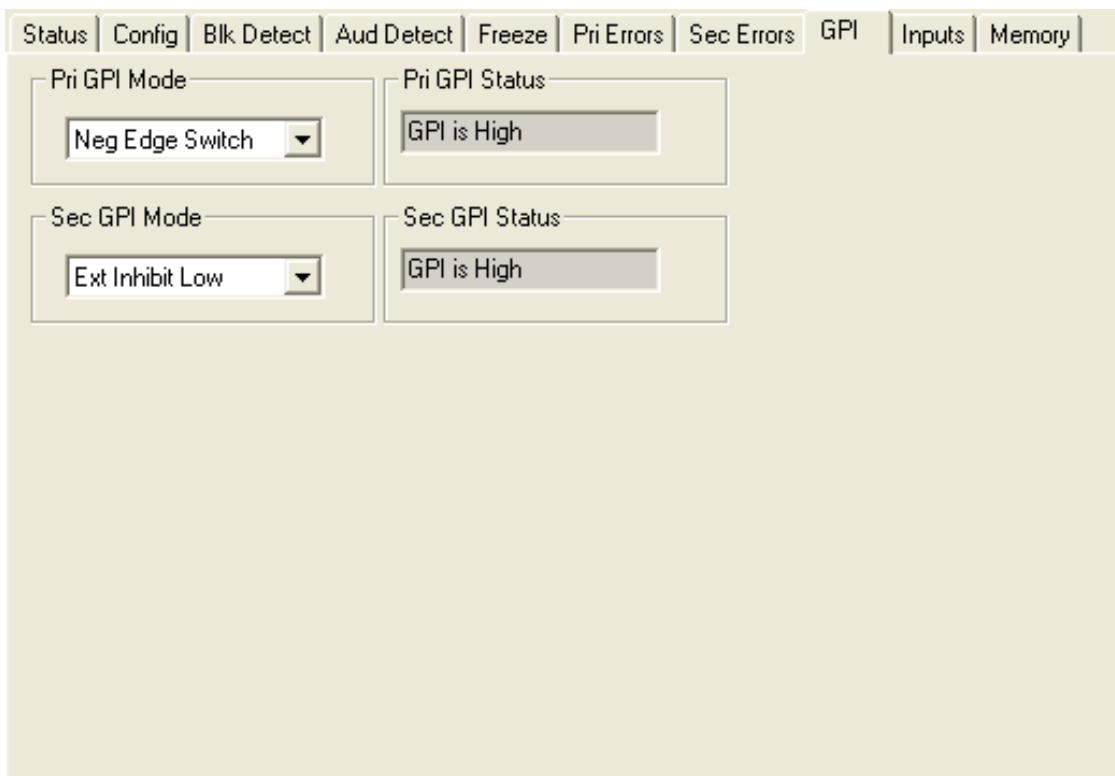 Status Config Blk Detect Aud Detect Freeze Pri Errors Sec Errors GPI Inputs Memory
Pri GPI Mode Pri GPI Status
Neg Edge Switch GPI is High
Sec GPI Mode Sec GPI Status
Ext Inhibit Low GPI is High